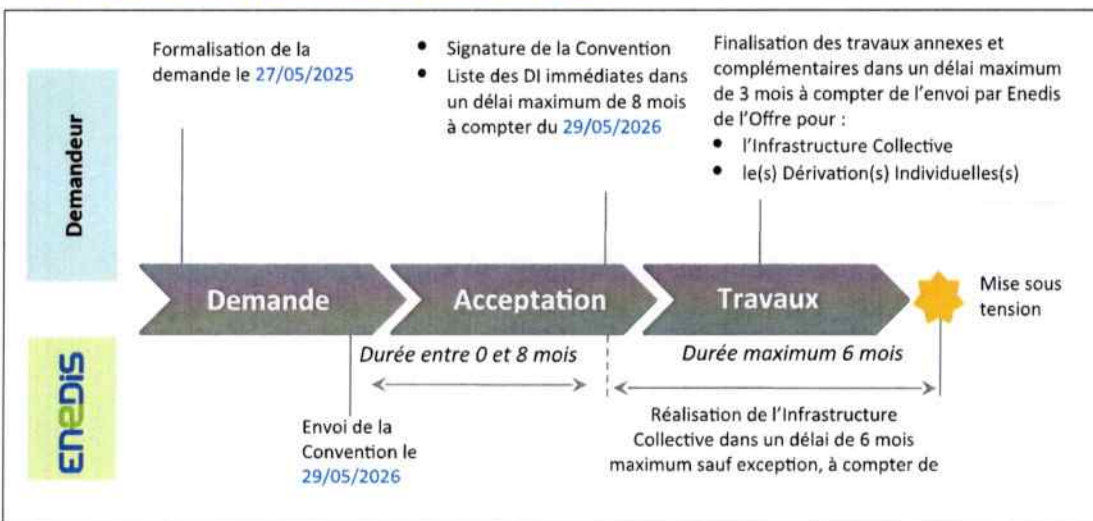 Formalisation de la
demande le 27/05/2025
• Signature de la Convention
• Liste des DI immédiates dans
un délai maximum de 8 mois
à compter du 29/05/2026
Finalisation des travaux annexes et
complémentaires dans un délai maximum
de 3 mois à compter de l'envoi par Enedis
de l'Offre pour :
• l'Infrastructure Collective
• le(s) Dérivation(s) Individuelles(s)
Demandeur
Demande
Acceptation
Travaux
Mise sous
tension
Durée entre 0 et 8 mois
Durée maximum 6 mois
ENEDIS
Envoi de la
Convention le
29/05/2026
Réalisation de l'Infrastructure
Collective dans un délai de 6 mois
maximum sauf exception, à compter de